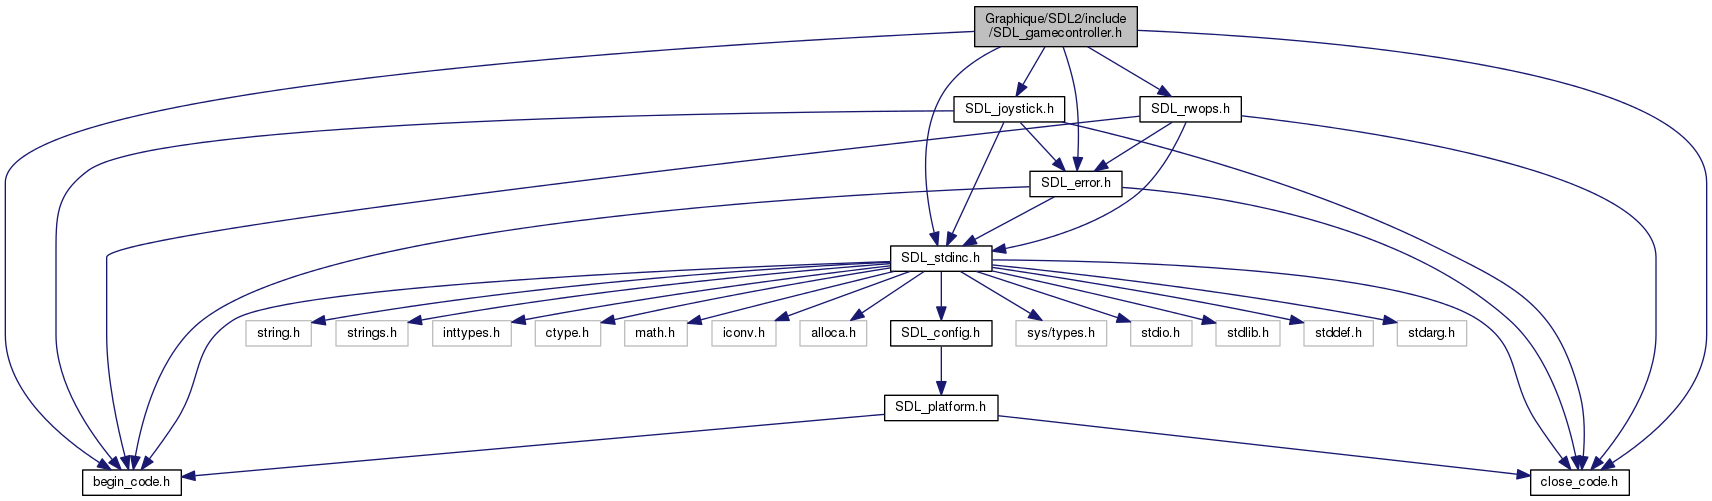 Graphique/SDL2/include
/SDL_gamecontroller.h
SDL_joystick.h
SDL_rwops.h
SDL_error.h
SDL_stdinc.h
string.h
strings.h
inttypes.h
ctype.h
math.h
iconv.h
alloca.h
SDL_config.h
sys/types.h
stdio.h
stdlib.h
stddef.h
stdarg.h
SDL_platform.h
begin_code.h
close_code.h